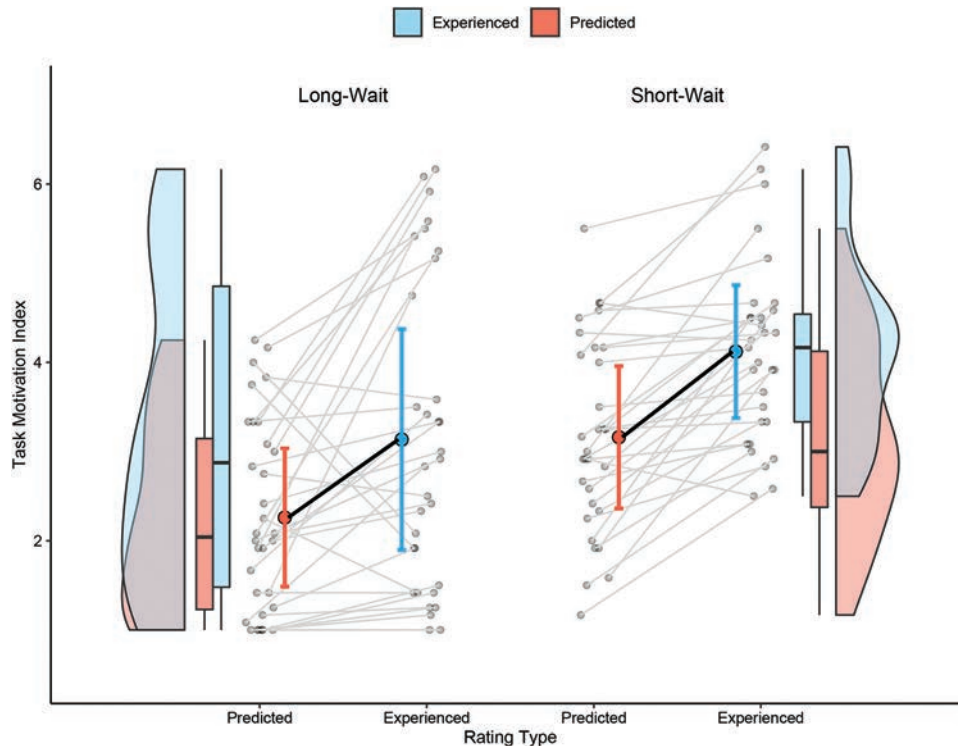 Experienced Predicted
Long-Wait Short-Wait
6
4
2
Task Motivation Index
Predicted Experienced Predicted Experienced
Rating Type